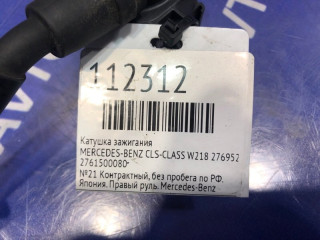 112312
Катушка зажигания
MERCEDES-BENZ CLS-CLASS W218 276952
2761500080-
№21 Контрактный, без пробега по РФ.
Япония. Правый руль. Mercedes-Benz